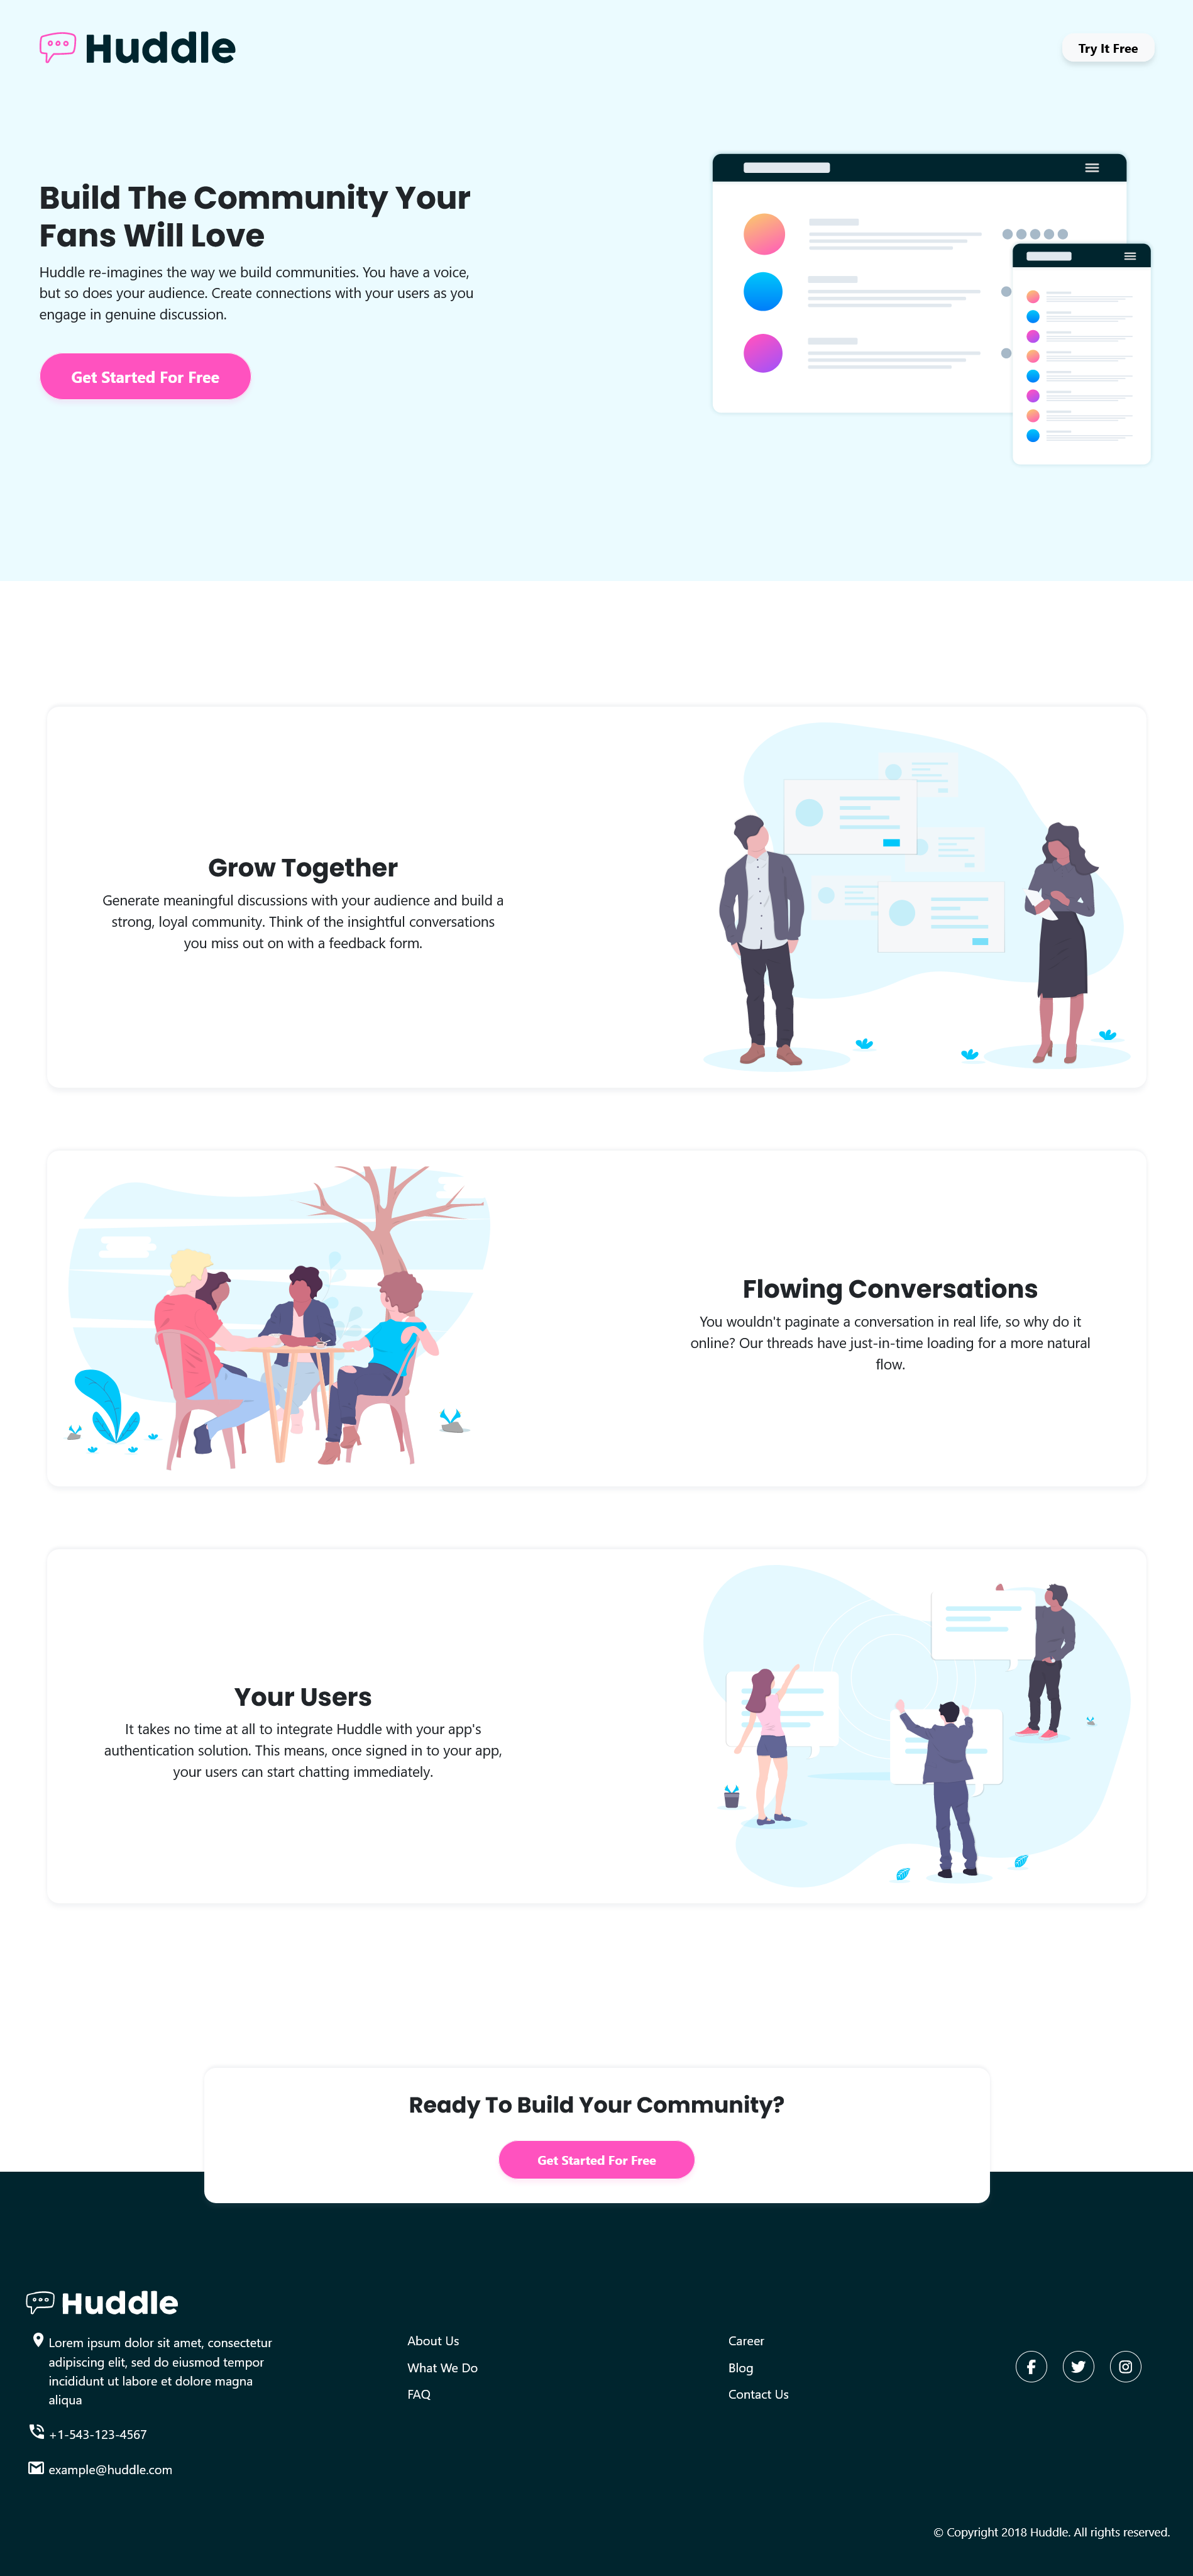 Huddle
Try It Free
Build The Community Your
Fans Will Love
Huddle re-imagines the way we build communities. You have a voice,
but so does your audience. Create connections with your users as you
engage in genuine discussion.
Get Started For Free
Grow Together
Generate meaningful discussions with your audience and build a
strong, loyal community. Think of the insightful conversations
you miss out on with a feedback form.
Flowing Conversations
You wouldn't paginate a conversation in real life, so why do it
online? Our threads have just-in-time loading for a more natural
flow.
Your Users
It takes no time at all to integrate Huddle with your app's
authentication solution. This means, once signed in to your app,
your users can start chatting immediately.
Ready To Build Your Community?
Get Started For Free
Huddle
Lorem ipsum dolor sit amet, consectetur
adipiscing elit, sed do eiusmod tempor
incididunt ut labore et dolore magna
aliqua
+1-543-123-4567
example@huddle.com
About Us
What We Do
FAQ
Career
Blog
Contact Us
© Copyright 2018 Huddle. All rights reserved.